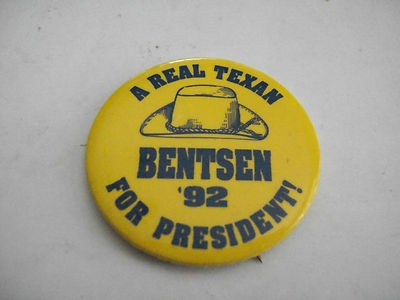 A REAL TEXAN
BENTSEN
'92
FOR PRESIDENT!